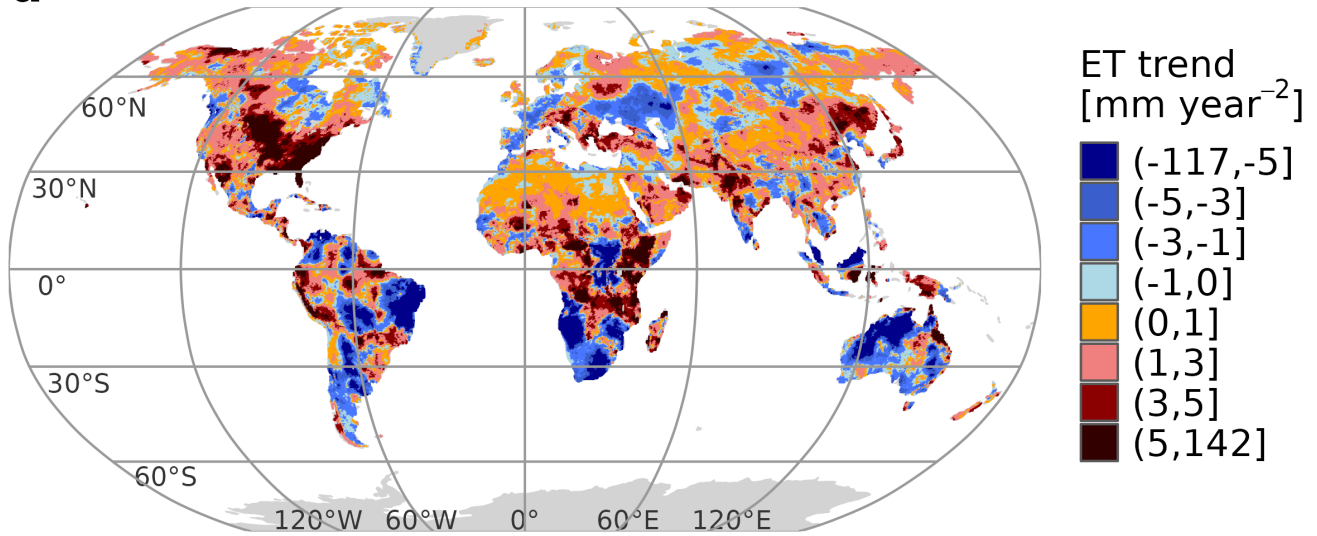 ET trend
[mm year⁻²]
60°N
30°N
0°
30°S
60°S
120°W 60°W 0° 60°E 120°E
(-117,-5]
(-5,-3]
(-3,-1]
(-1,0]
(0,1]
(1,3]
(3,5]
(5,142]